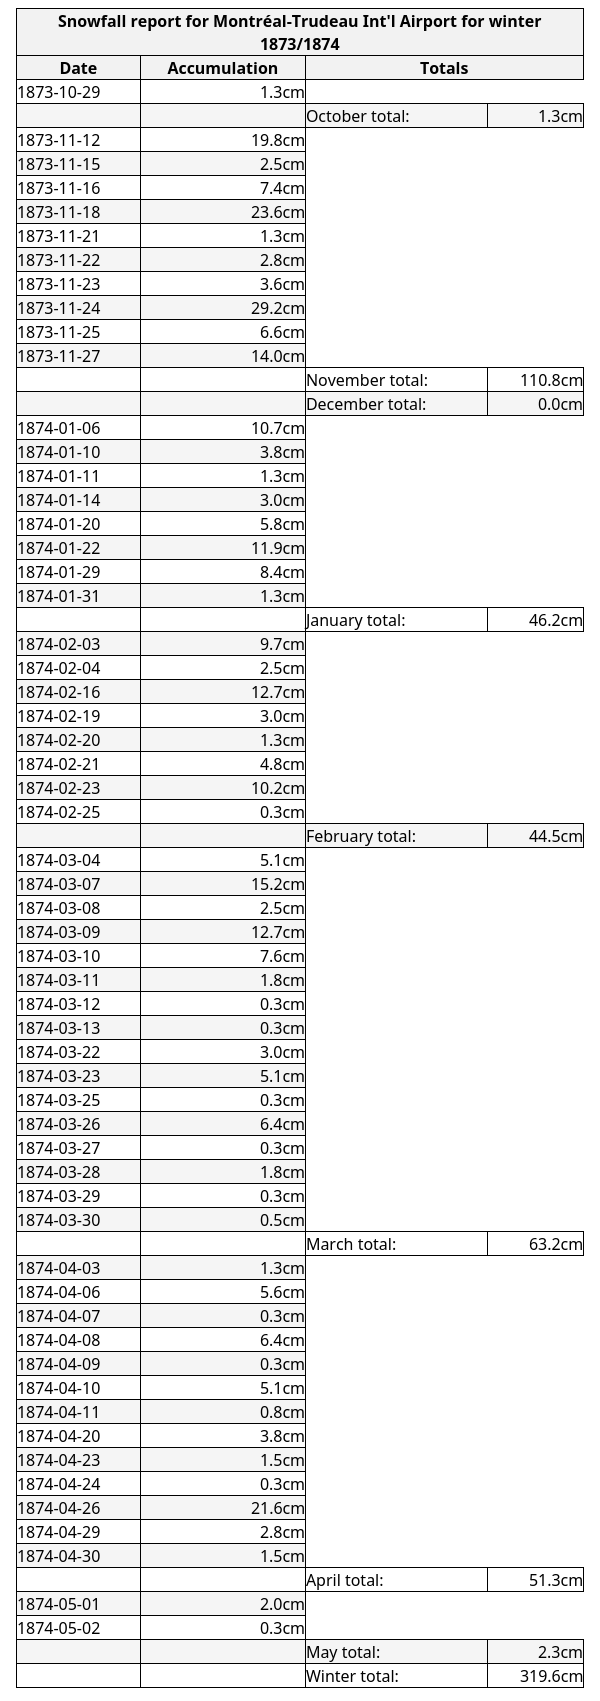 Snowfall report for Montréal-Trudeau Int'l Airport for winter
1873/1874
Date Accumulation Totals
1873-10-29 1.3cm
October total: 1.3cm
1873-11-12 19.8cm
1873-11-15 2.5cm
1873-11-16 7.4cm
1873-11-18 23.6cm
1873-11-21 1.3cm
1873-11-22 2.8cm
1873-11-23 3.6cm
1873-11-24 29.2cm
1873-11-25 6.6cm
1873-11-27 14.0cm
November total: 110.8cm
December total: 0.0cm
1874-01-06 10.7cm
1874-01-10 3.8cm
1874-01-11 1.3cm
1874-01-14 3.0cm
1874-01-20 5.8cm
1874-01-22 11.9cm
1874-01-29 8.4cm
1874-01-31 1.3cm
January total: 46.2cm
1874-02-03 9.7cm
1874-02-04 2.5cm
1874-02-16 12.7cm
1874-02-19 3.0cm
1874-02-20 1.3cm
1874-02-21 4.8cm
1874-02-23 10.2cm
1874-02-25 0.3cm
February total: 44.5cm
1874-03-04 5.1cm
1874-03-07 15.2cm
1874-03-08 2.5cm
1874-03-09 12.7cm
1874-03-10 7.6cm
1874-03-11 1.8cm
1874-03-12 0.3cm
1874-03-13 0.3cm
1874-03-22 3.0cm
1874-03-23 5.1cm
1874-03-25 0.3cm
1874-03-26 6.4cm
1874-03-27 0.3cm
1874-03-28 1.8cm
1874-03-29 0.3cm
1874-03-30 0.5cm
March total: 63.2cm
1874-04-03 1.3cm
1874-04-06 5.6cm
1874-04-07 0.3cm
1874-04-08 6.4cm
1874-04-09 0.3cm
1874-04-10 5.1cm
1874-04-11 0.8cm
1874-04-20 3.8cm
1874-04-23 1.5cm
1874-04-24 0.3cm
1874-04-26 21.6cm
1874-04-29 2.8cm
1874-04-30 1.5cm
April total: 51.3cm
1874-05-01 2.0cm
1874-05-02 0.3cm
May total: 2.3cm
Winter total: 319.6cm